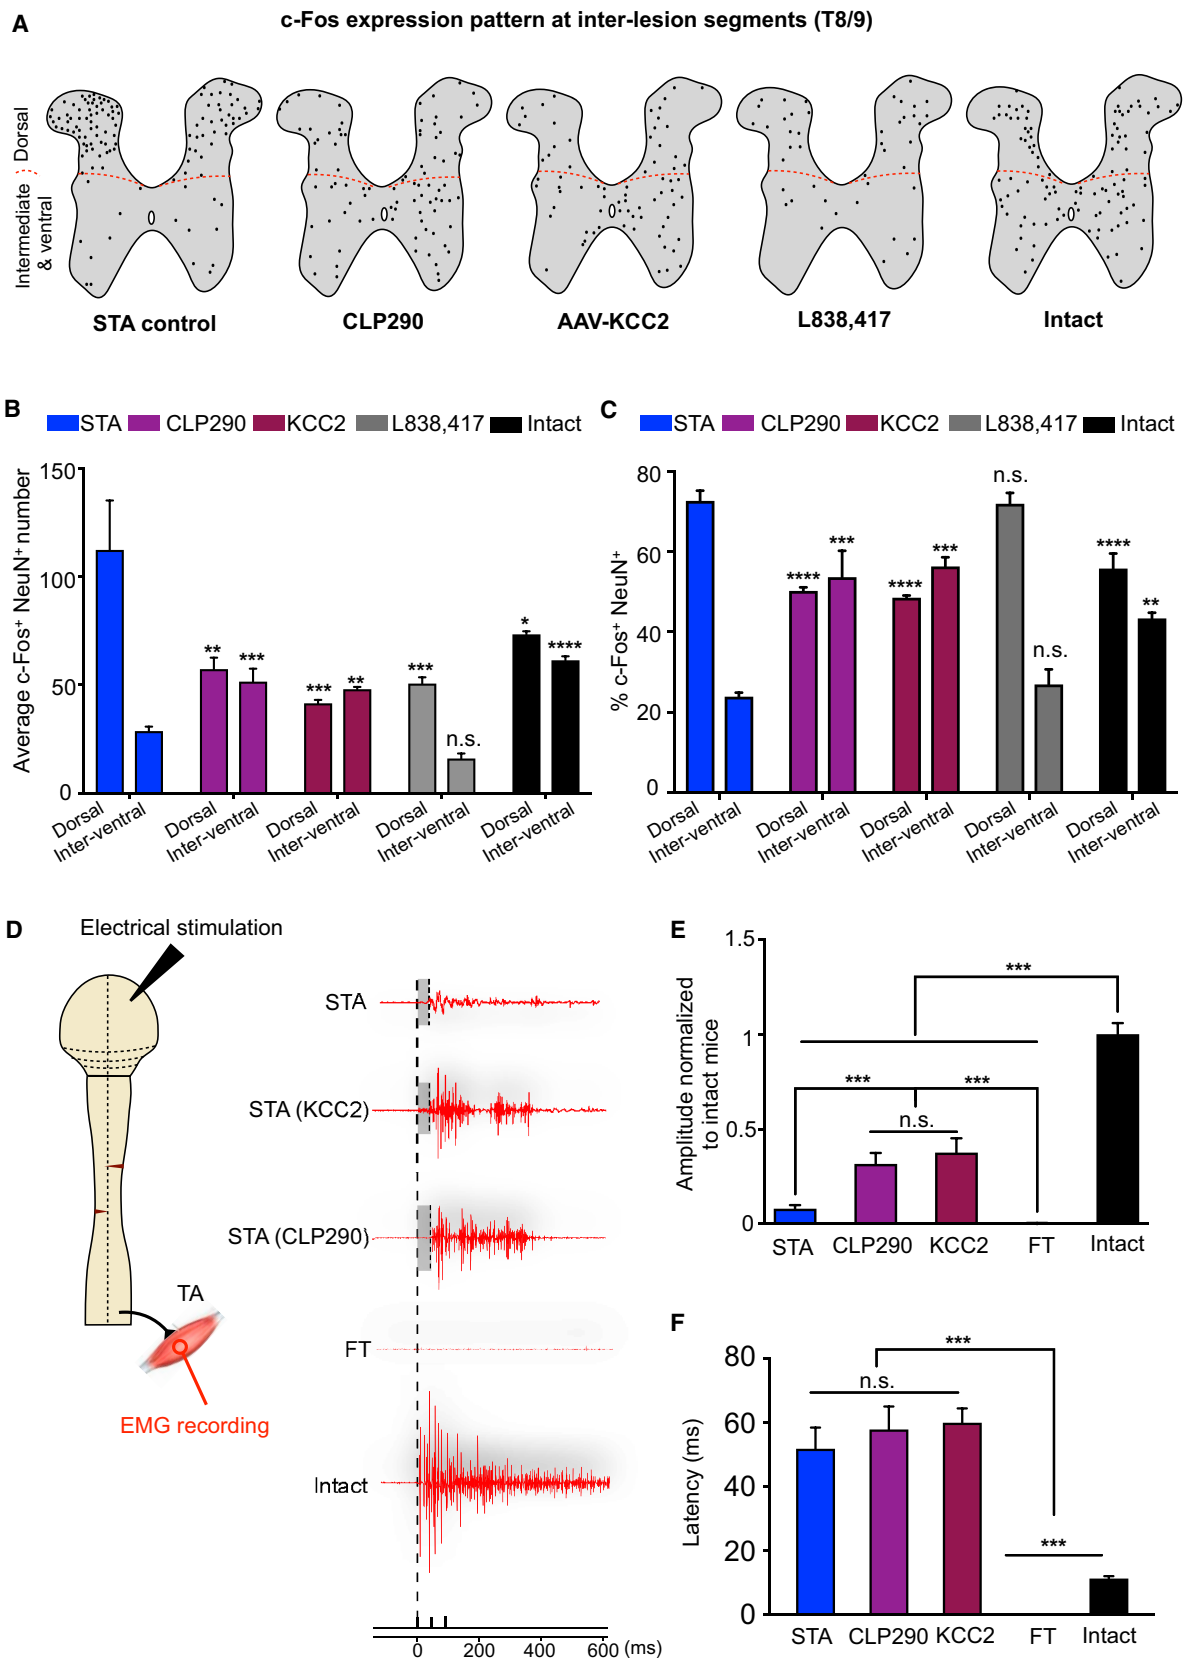 A
c-Fos expression pattern at inter-lesion segments (T8/9)
Dorsal
Intermediate
& ventral
STA control
CLP290
AAV-KCC2
L838,417
Intact
B
STA CLP290 KCC2 L838,417 Intact
Average c-Fos⁺ NeuN⁺ number
150
100
50
0
** *** *** ** *** n.s. * ****
Dorsal Inter-ventral Dorsal Inter-ventral Dorsal Inter-ventral Dorsal Inter-ventral Dorsal Inter-ventral
C
STA CLP290 KCC2 L838,417 Intact
% c-Fos⁺ NeuN⁺
80
60
40
20
0
**** *** **** *** n.s. n.s. **** **
Dorsal Inter-ventral Dorsal Inter-ventral Dorsal Inter-ventral Dorsal Inter-ventral Dorsal Inter-ventral
D
Electrical stimulation
TA
EMG recording
STA
STA (KCC2)
STA (CLP290)
FT
Intact
0 200 400 600 (ms)
E
Amplitude normalized
to intact mice
1.5
1
0.5
0
***
*** ***
n.s.
STA CLP290 KCC2 FT Intact
F
Latency (ms)
80
60
40
20
0
***
n.s.
***
STA CLP290 KCC2 FT Intact